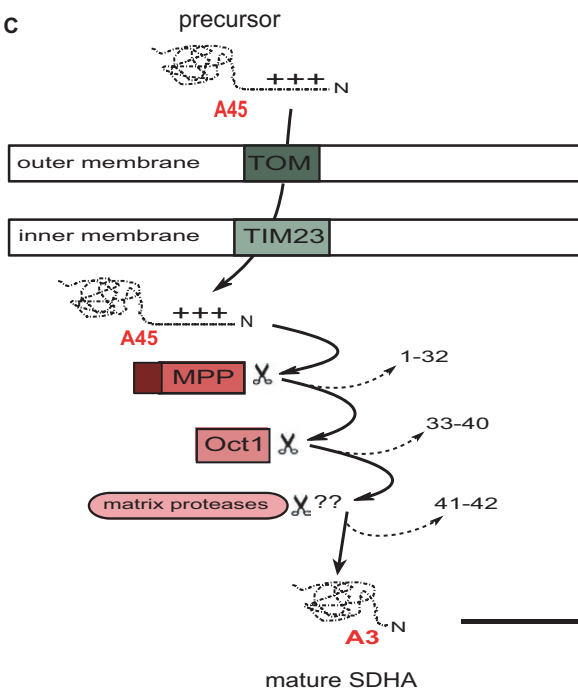 C
precursor
+++
N
A45
outer membrane TOM
inner membrane TIM23
+++
N
A45
1-32
MPP
33-40
Oct1
matrix proteases ??
41-42
N
A3
mature SDHA